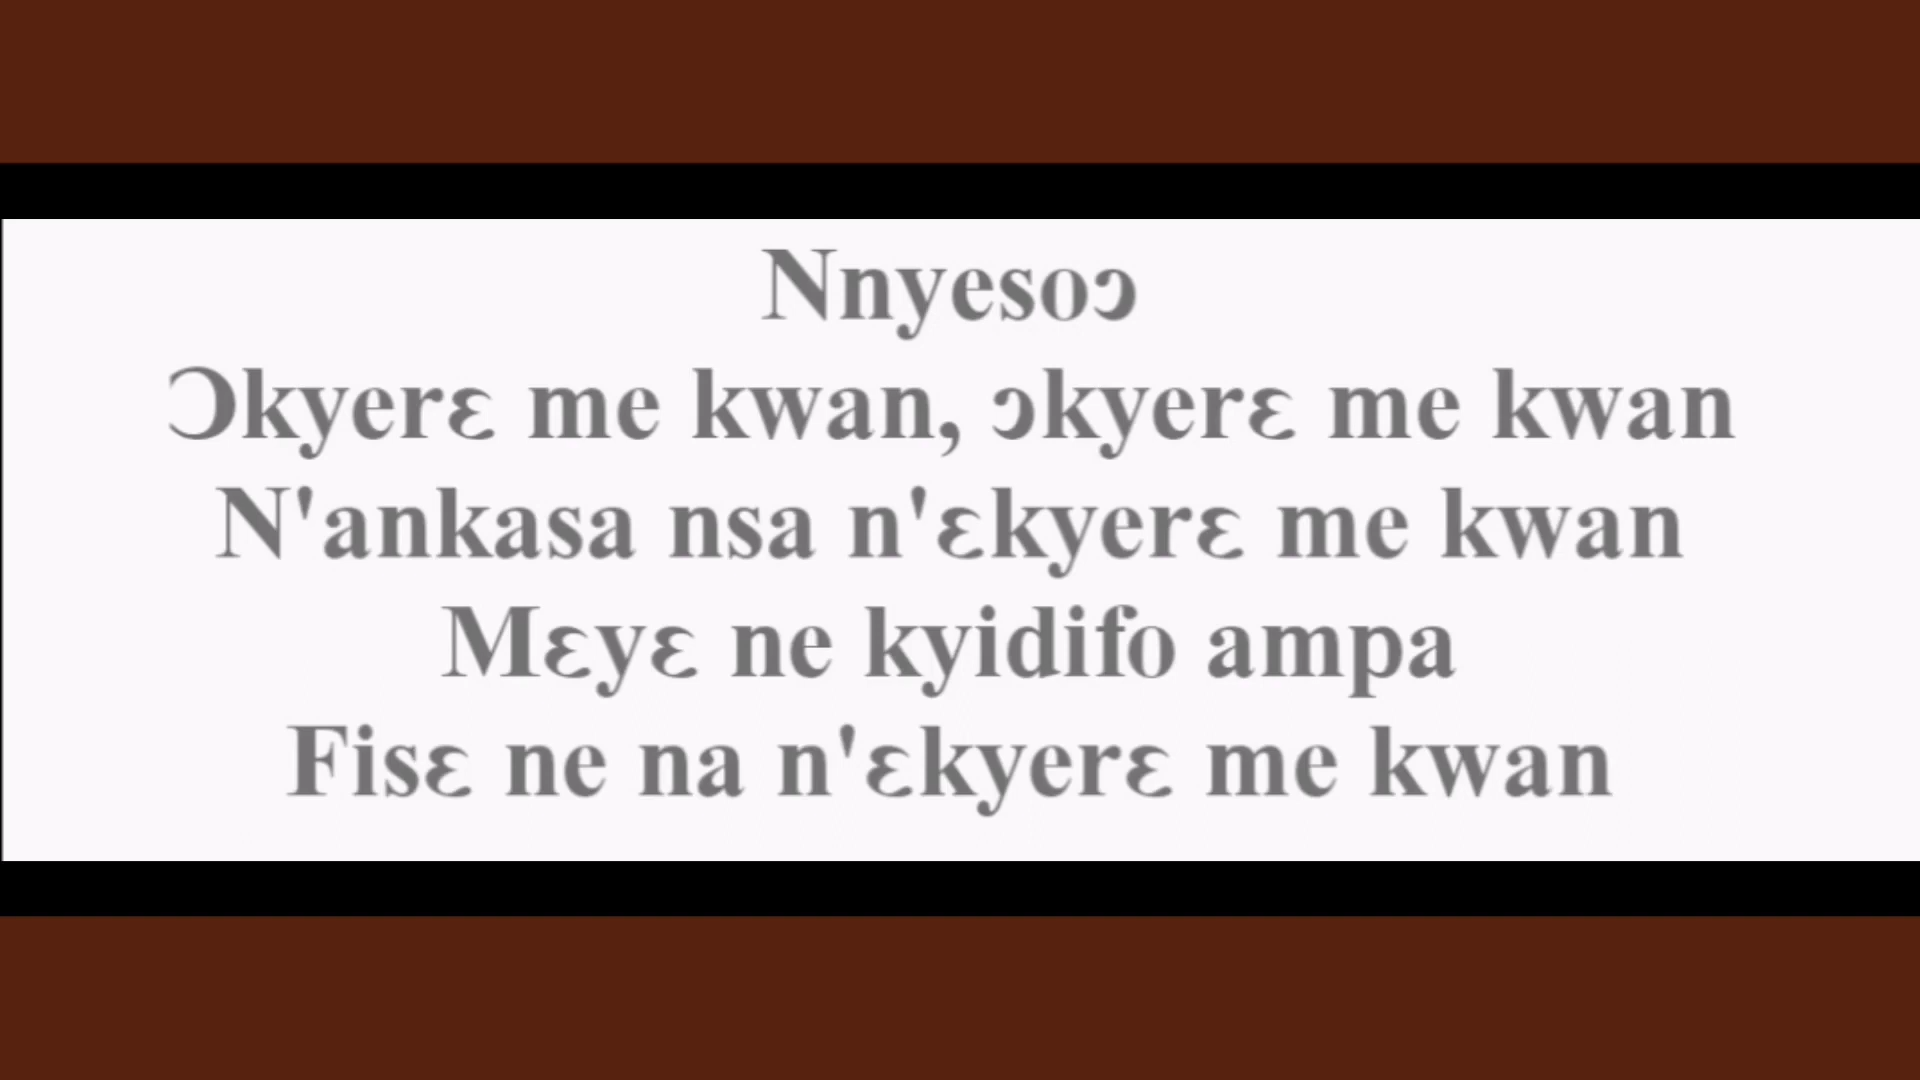 Nnyesoɔ
Ɔkyerɛ me kwan, ɔkyerɛ me kwan
N'ankasa nsa n'ɛkyerɛ me kwan
Mɛyɛ ne kyidifo ampa
Fisɛ ne na n'ɛkyerɛ me kwan